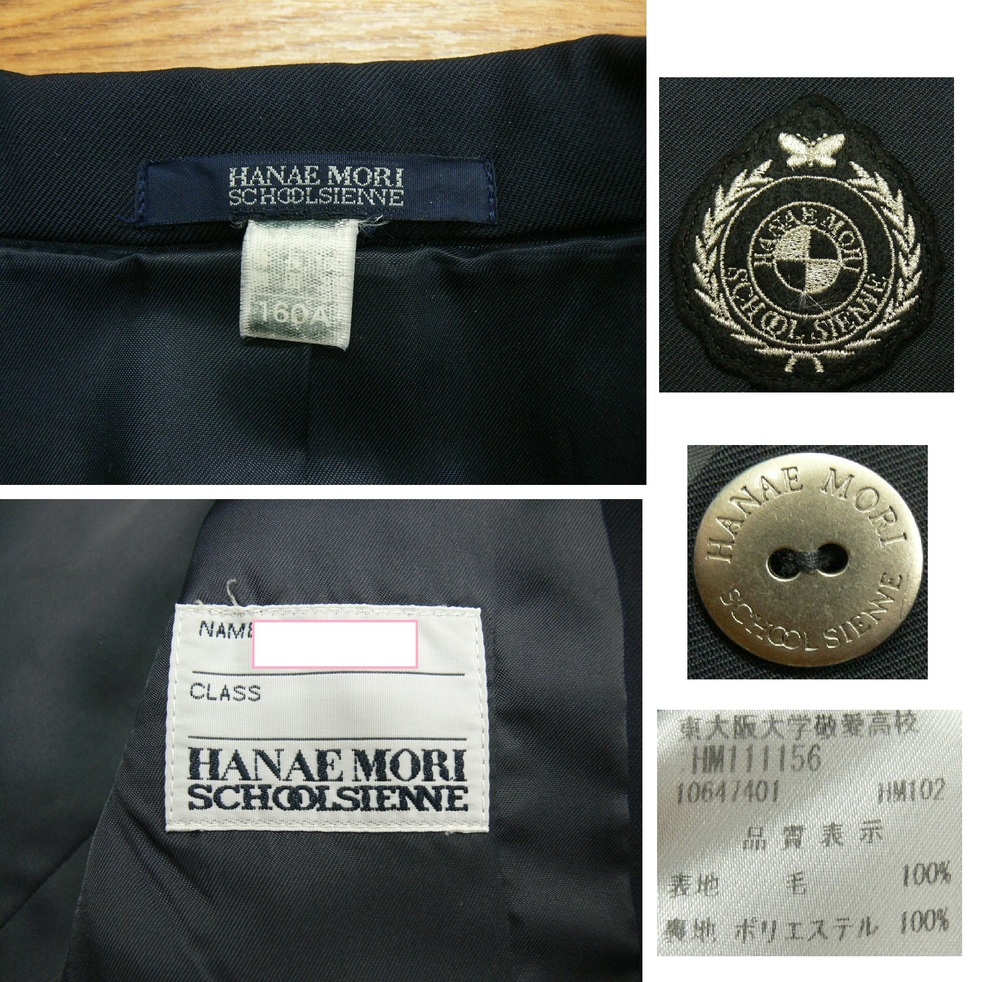 HANAE MORI
SCHOOLSIENNE
160A
HANAE MORI
SCHOOL SIENNE
HANAE MORI
SCHOOLSIENNE
NAME
CLASS
HANAE MORI
SCHOOLSIENNE
東大阪大学敬愛高校
HM111156
10647401 HM102
品質表示
表地 毛 100%
裏地 ポリエステル 100%